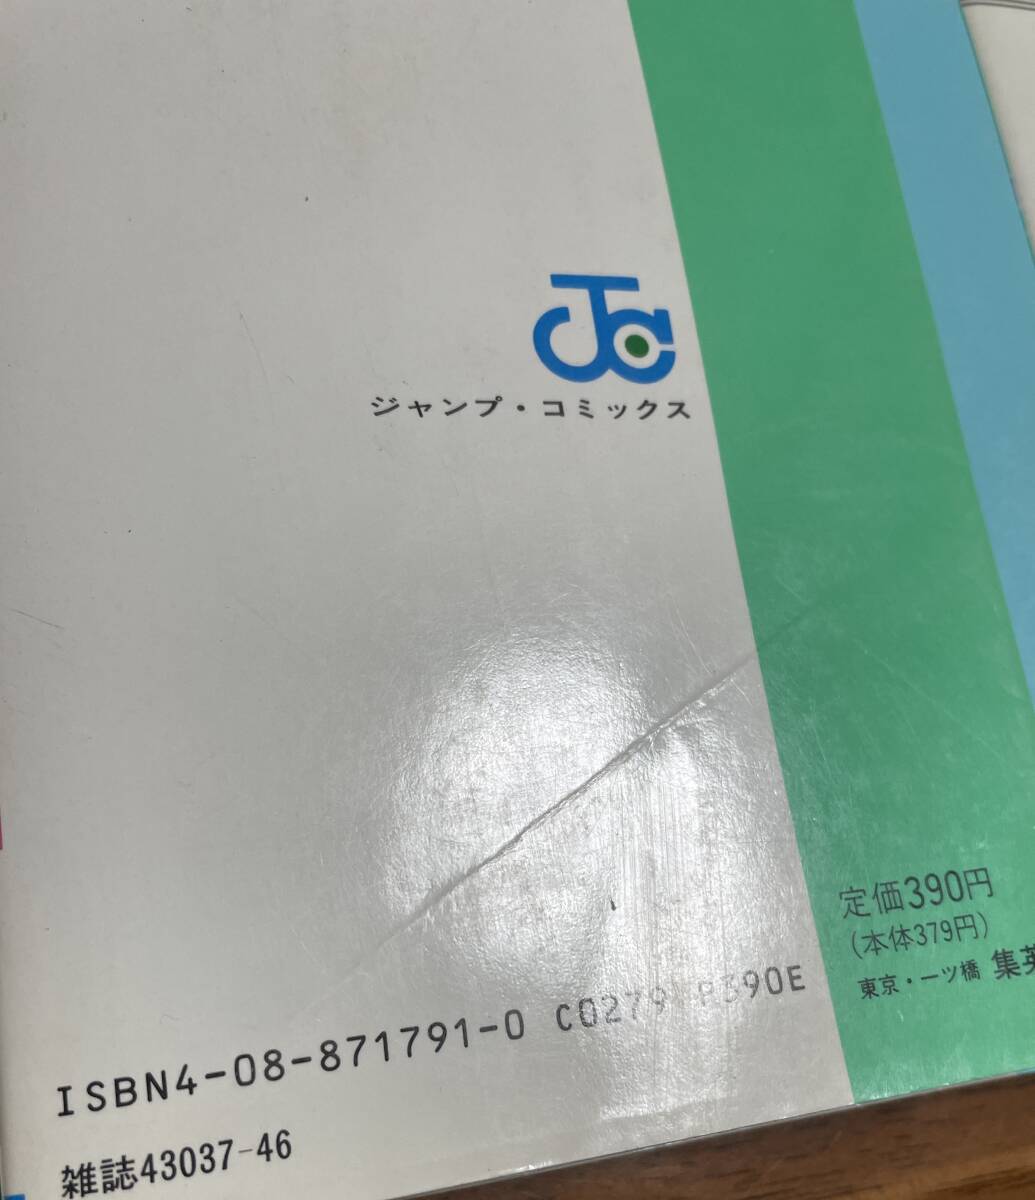 JC
ジャンプ・コミックス
定価390円
(本体379円)
東京・一ツ橋 集英
ISBN4-08-871791-0 C0279 P390E
雑誌43037-46